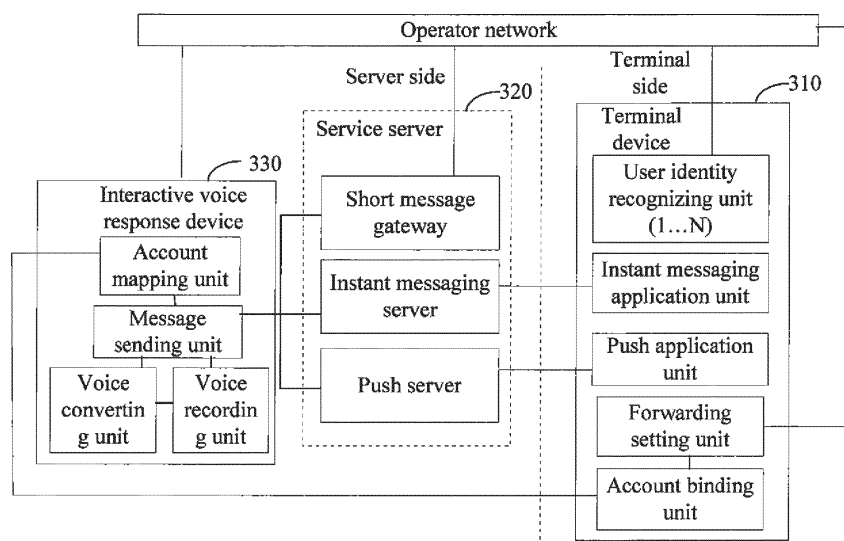 Operator network
Server side
Terminal
side
320
310
Service server
Terminal
device
330
Interactive voice
response device
Short message
gateway
User identity
recognizing unit
(1...N)
Account
mapping unit
Instant messaging
server
Instant messaging
application unit
Message
sending unit
Push server
Push application
unit
Voice
convertin
g unit
Voice
recordin
g unit
Forwarding
setting unit
Account binding
unit